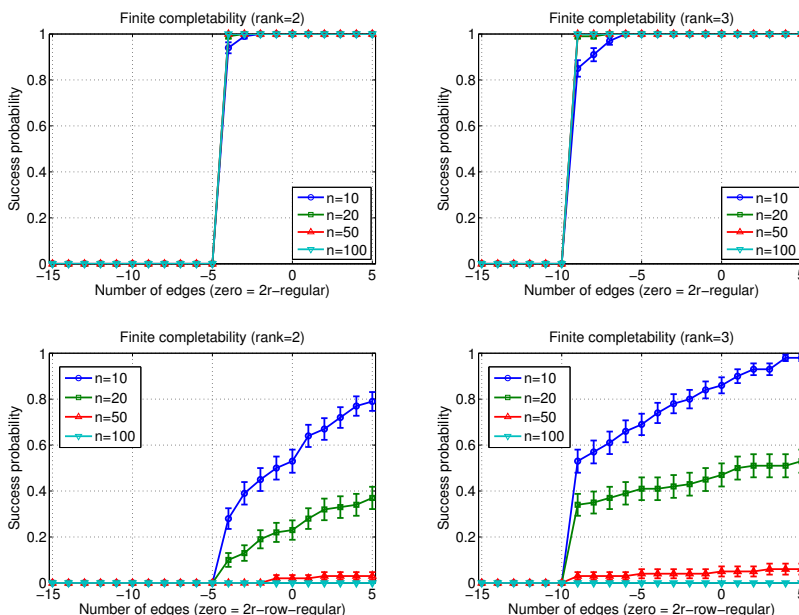 Finite completability (rank=2)
Success probability
1
0.8
0.6
0.4
0.2
0
−15
−10
−5
0
5
Number of edges (zero = 2r−regular)
n=10
n=20
n=50
n=100
Finite completability (rank=3)
Success probability
1
0.8
0.6
0.4
0.2
0
−15
−10
−5
0
5
Number of edges (zero = 2r−regular)
n=10
n=20
n=50
n=100
Finite completability (rank=2)
Success probability
1
0.8
0.6
0.4
0.2
0
−15
−10
−5
0
5
Number of edges (zero = 2r−row−regular)
n=10
n=20
n=50
n=100
Finite completability (rank=3)
Success probability
1
0.8
0.6
0.4
0.2
0
−15
−10
−5
0
5
Number of edges (zero = 2r−row−regular)
n=10
n=20
n=50
n=100